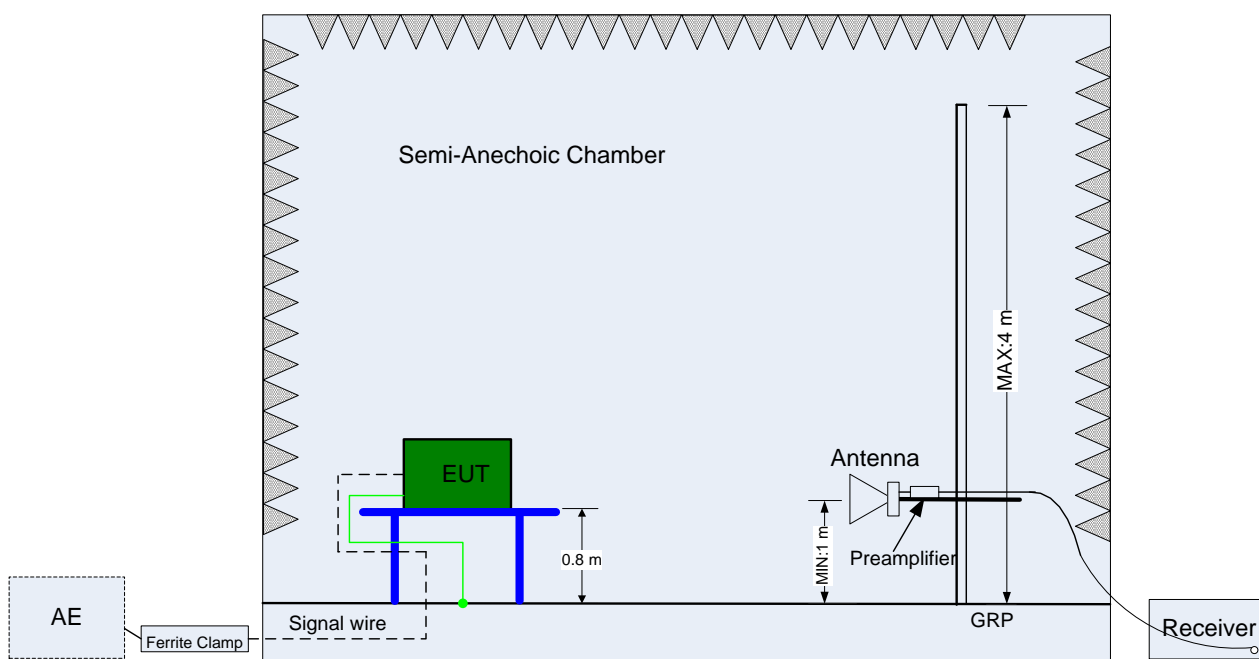 Semi-Anechoic Chamber
MAX:4 m
EUT
Antenna
0.8 m
MIN:1 m
Preamplifier
AE
Ferrite Clamp
Signal wire
GRP
Receiver